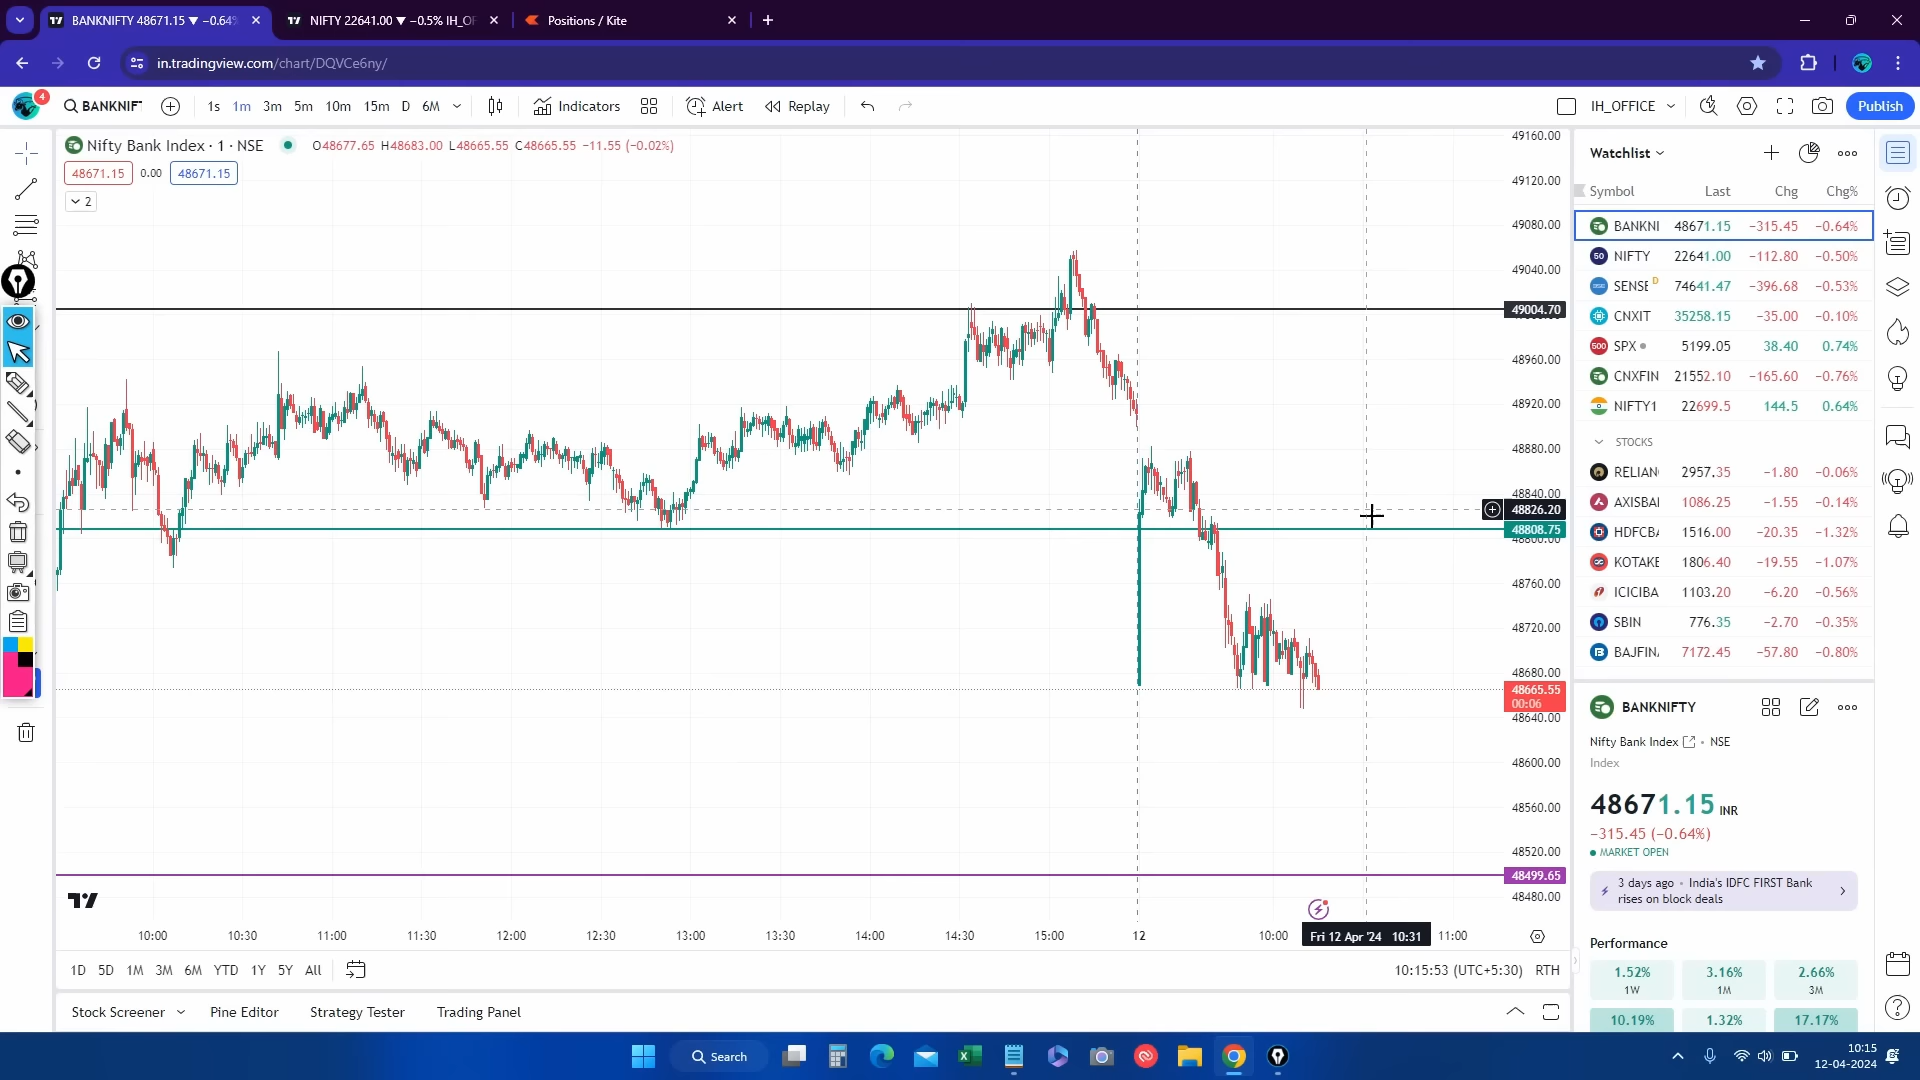 BANKNIFTY 48671.15 ▼ −0.64%
NIFTY 22641.00 ▼ −0.5% IH_OF
Positions / Kite
in.tradingview.com/chart/DQVCe6ny/
4
BANKNIF
1s 1m 3m 5m 10m 15m D 6M
Indicators
Alert
Replay
IH_OFFICE
Publish
Nifty Bank Index · 1 · NSE
O48677.65 H48683.00 L48665.55 C48665.55 −11.55 (−0.02%)
48671.15 0.00 48671.15
2
49160.00
49120.00
49080.00
49040.00
49004.70
48960.00
48920.00
48880.00
48840.00
48826.20
48808.75
48800.00
48760.00
48720.00
48680.00
48665.55
00:06
48640.00
48600.00
48560.00
48520.00
48499.65
48480.00
10:00 10:30 11:00 11:30 12:00 12:30 13:00 13:30 14:00 14:30 15:00 12 10:00 Fri 12 Apr '24 10:31 11:00
1D 5D 1M 3M 6M YTD 1Y 5Y All
10:15:53 (UTC+5:30) RTH
Stock Screener
Pine Editor
Strategy Tester
Trading Panel
Watchlist
Symbol Last Chg Chg%
BANKNI 48671.15 −315.45 −0.64%
50 NIFTY 22641.00 −112.80 −0.50%
SENSE D 74641.47 −396.68 −0.53%
CNXIT 35258.15 −35.00 −0.10%
500 SPX 5199.05 38.40 0.74%
CNXFIN 21552.10 −165.60 −0.76%
NIFTY1 22699.5 144.5 0.64%
STOCKS
RELIAN 2957.35 −1.80 −0.06%
AXISBAI 1086.25 −1.55 −0.14%
HDFCBA 1516.00 −20.35 −1.32%
KOTAKE 1806.40 −19.55 −1.07%
ICICIBA 1103.20 −6.20 −0.56%
SBIN 776.35 −2.70 −0.35%
BAJFINA 7172.45 −57.80 −0.80%
BANKNIFTY
Nifty Bank Index • NSE
Index
48671.15 INR
−315.45 (−0.64%)
MARKET OPEN
3 days ago • India's IDFC FIRST Bank
rises on block deals
Performance
1.52% 3.16% 2.66%
1W 1M 3M
10.19% 1.32% 17.17%
Search
10:15
12-04-2024